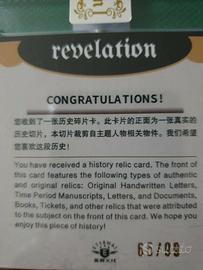 revelation
CONGRATULATIONS!
您收到了一张历史碎片卡。此卡片的正面为一张真实的
历史切片，本切片裁剪自主题人物相关物件。我们希望
您喜欢这段历史！
You have received a history relic card. The front of
this card features the following types of authentic
and original relics: Original Handwritten Letters,
Time Period Manuscripts, Letters, and Documents,
Books, Tickets, and other relics that were attributed
to the subject on the front of this card. We hope you
enjoy this piece of history!
65/99